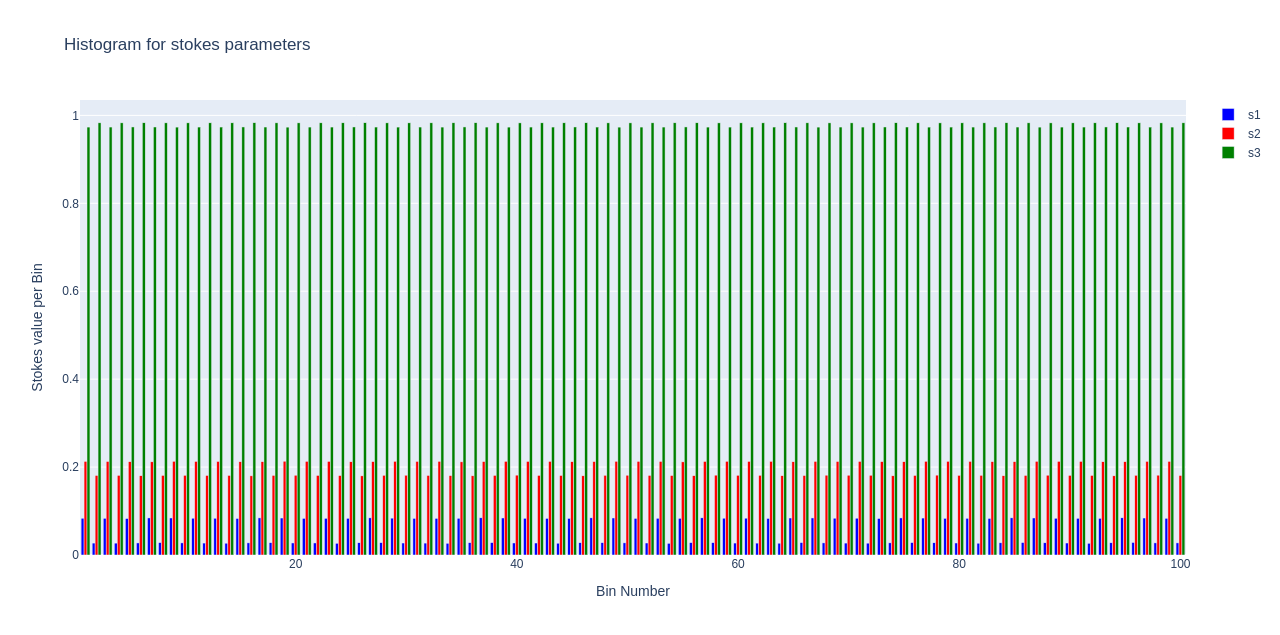 Histogram for stokes parameters
s1
s2
s3
Stokes value per Bin
1
0.8
0.6
0.4
0.2
0
20
40
60
80
100
Bin Number